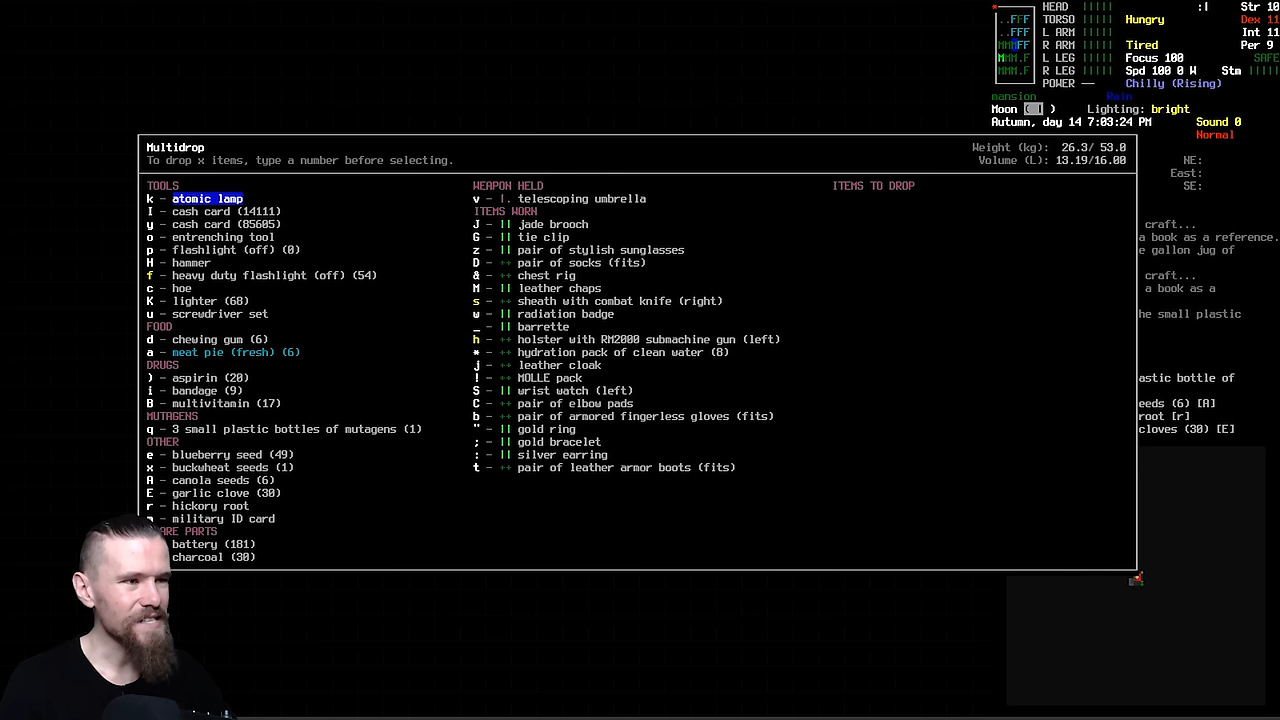 HEAD ||||| :| Str 10
TORSO ||||| Hungry Dex 11
L ARM ||||| Int 11
R ARM ||||| Tired Per 9
L LEG ||||| Focus 100 SAFE
R LEG ||||| Spd 100 0 W Stm |||||
POWER -- Chilly (Rising)
mansion Rain
Moon ( | ) Lighting: bright
Autumn, day 14 7:03:24 PM Sound 0
Normal
NE:
East:
SE:
craft...
a book as a reference.
e gallon jug of
craft...
a book as a
he small plastic
astic bottle of
eeds (6) [A]
root [r]
cloves (30) [E]
Multidrop
To drop x items, type a number before selecting.
Weight (kg): 26.3/ 53.0
Volume (L): 13.19/16.00
TOOLS
k - atomic lamp
I - cash card (14111)
y - cash card (85605)
o - entrenching tool
p - flashlight (off) (0)
H - hammer
f - heavy duty flashlight (off) (54)
c - hoe
K - lighter (68)
u - screwdriver set
FOOD
d - chewing gum (6)
a - meat pie (fresh) (6)
DRUGS
) - aspirin (20)
i - bandage (9)
B - multivitamin (17)
MUTAGENS
q - 3 small plastic bottles of mutagens (1)
OTHER
e - blueberry seed (49)
x - buckwheat seeds (1)
A - canola seeds (6)
E - garlic clove (30)
r - hickory root
- military ID card
ARE PARTS
battery (181)
charcoal (30)
WEAPON HELD
v - |. telescoping umbrella
ITEMS WORN
J - || jade brooch
G - || tie clip
z - || pair of stylish sunglasses
D - ++ pair of socks (fits)
& - ++ chest rig
M - || leather chaps
s - ++ sheath with combat knife (right)
w - || radiation badge
_ - || barrette
h - ++ holster with RM2000 submachine gun (left)
* - ++ hydration pack of clean water (8)
j - || leather cloak
! - ++ MOLLE pack
S - || wrist watch (left)
C - ++ pair of elbow pads
b - ++ pair of armored fingerless gloves (fits)
" - || gold ring
; - || gold bracelet
: - || silver earring
t - ++ pair of leather armor boots (fits)
ITEMS TO DROP